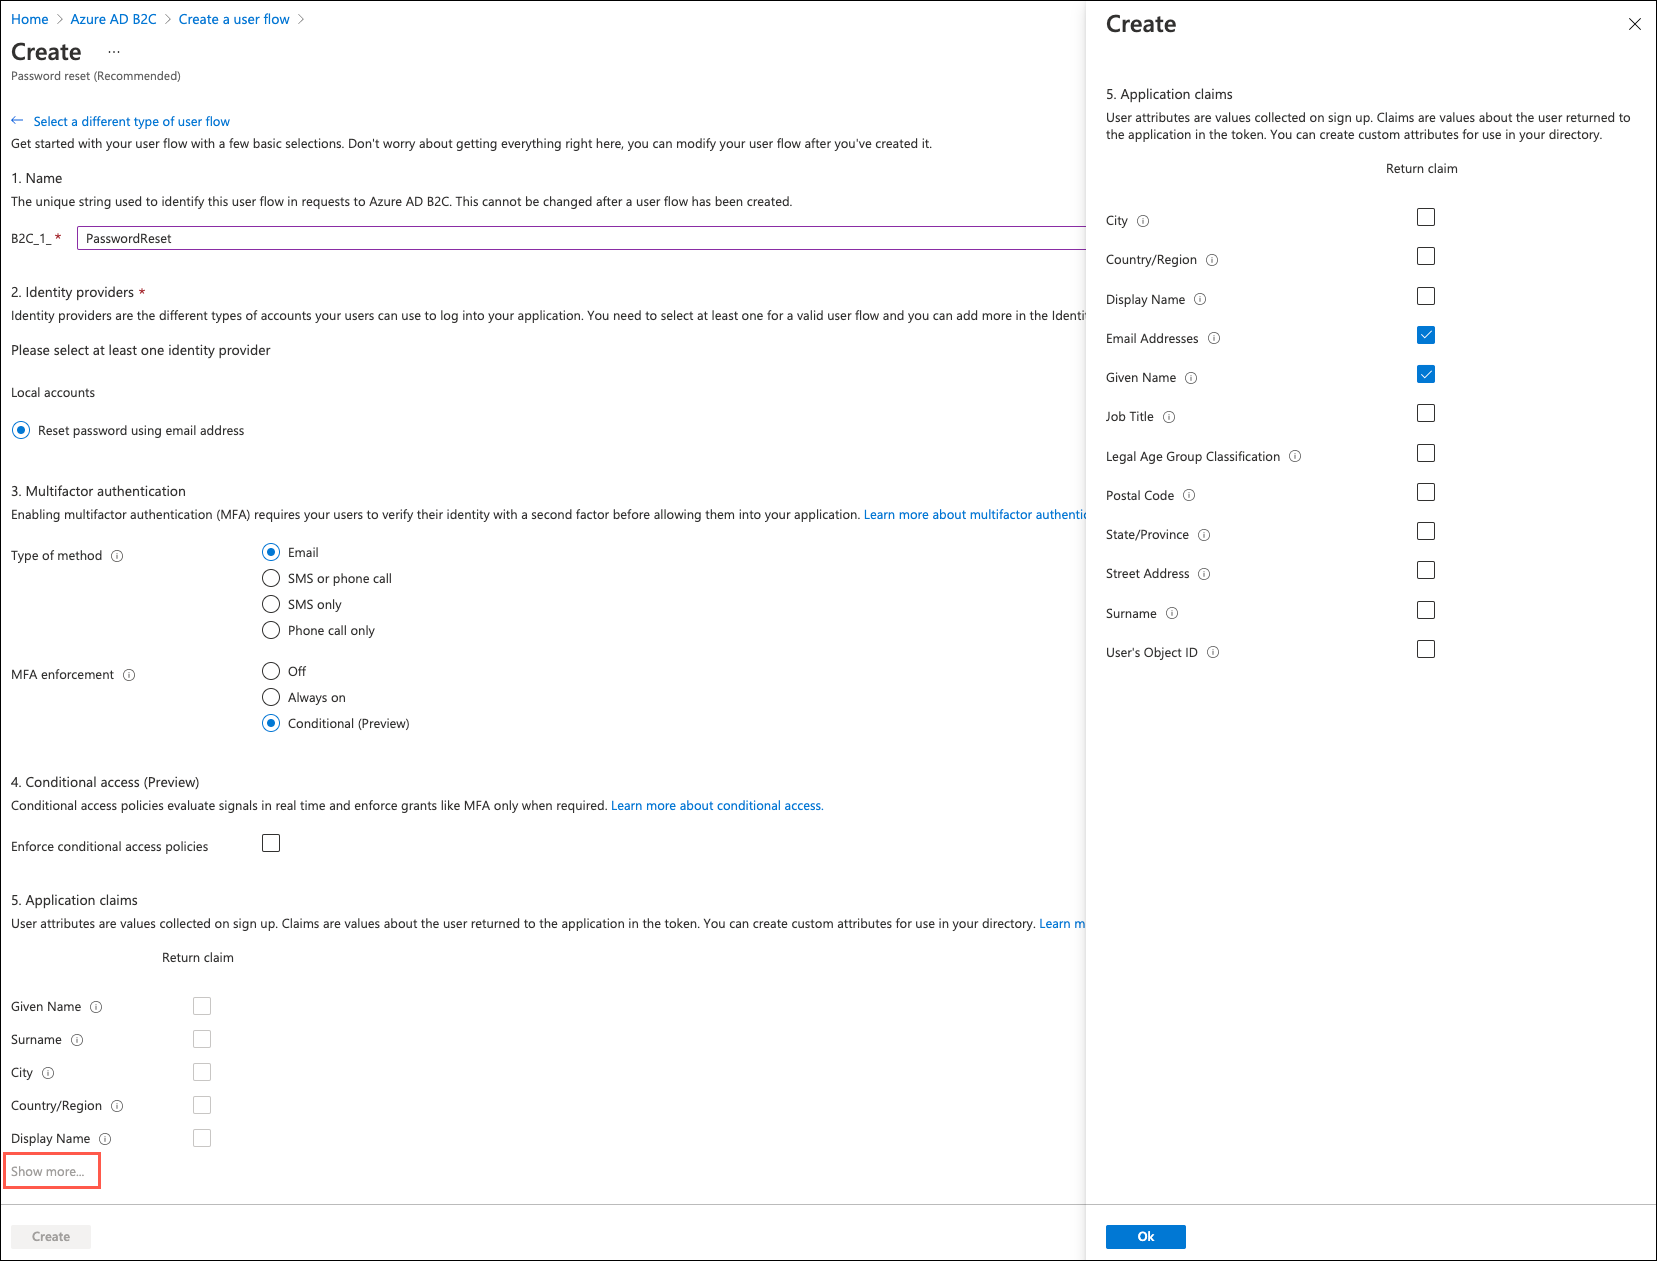 Home > Azure AD B2C > Create a user flow >
Create ...
Password reset (Recommended)
← Select a different type of user flow
Get started with your user flow with a few basic selections. Don't worry about getting everything right here, you can modify your user flow after you've created it.
1. Name
The unique string used to identify this user flow in requests to Azure AD B2C. This cannot be changed after a user flow has been created.
B2C_1_ * PasswordReset
2. Identity providers *
Identity providers are the different types of accounts your users can use to log into your application. You need to select at least one for a valid user flow and you can add more in the Identi
Please select at least one identity provider
Local accounts
Reset password using email address
3. Multifactor authentication
Enabling multifactor authentication (MFA) requires your users to verify their identity with a second factor before allowing them into your application. Learn more about multifactor authentic
Type of method
Email
SMS or phone call
SMS only
Phone call only
MFA enforcement
Off
Always on
Conditional (Preview)
4. Conditional access (Preview)
Conditional access policies evaluate signals in real time and enforce grants like MFA only when required. Learn more about conditional access.
Enforce conditional access policies
5. Application claims
User attributes are values collected on sign up. Claims are values about the user returned to the application in the token. You can create custom attributes for use in your directory. Learn m
Return claim
Given Name
Surname
City
Country/Region
Display Name
Show more...
Create
Create
5. Application claims
User attributes are values collected on sign up. Claims are values about the user returned to
the application in the token. You can create custom attributes for use in your directory.
Return claim
City
Country/Region
Display Name
Email Addresses
Given Name
Job Title
Legal Age Group Classification
Postal Code
State/Province
Street Address
Surname
User's Object ID
Ok